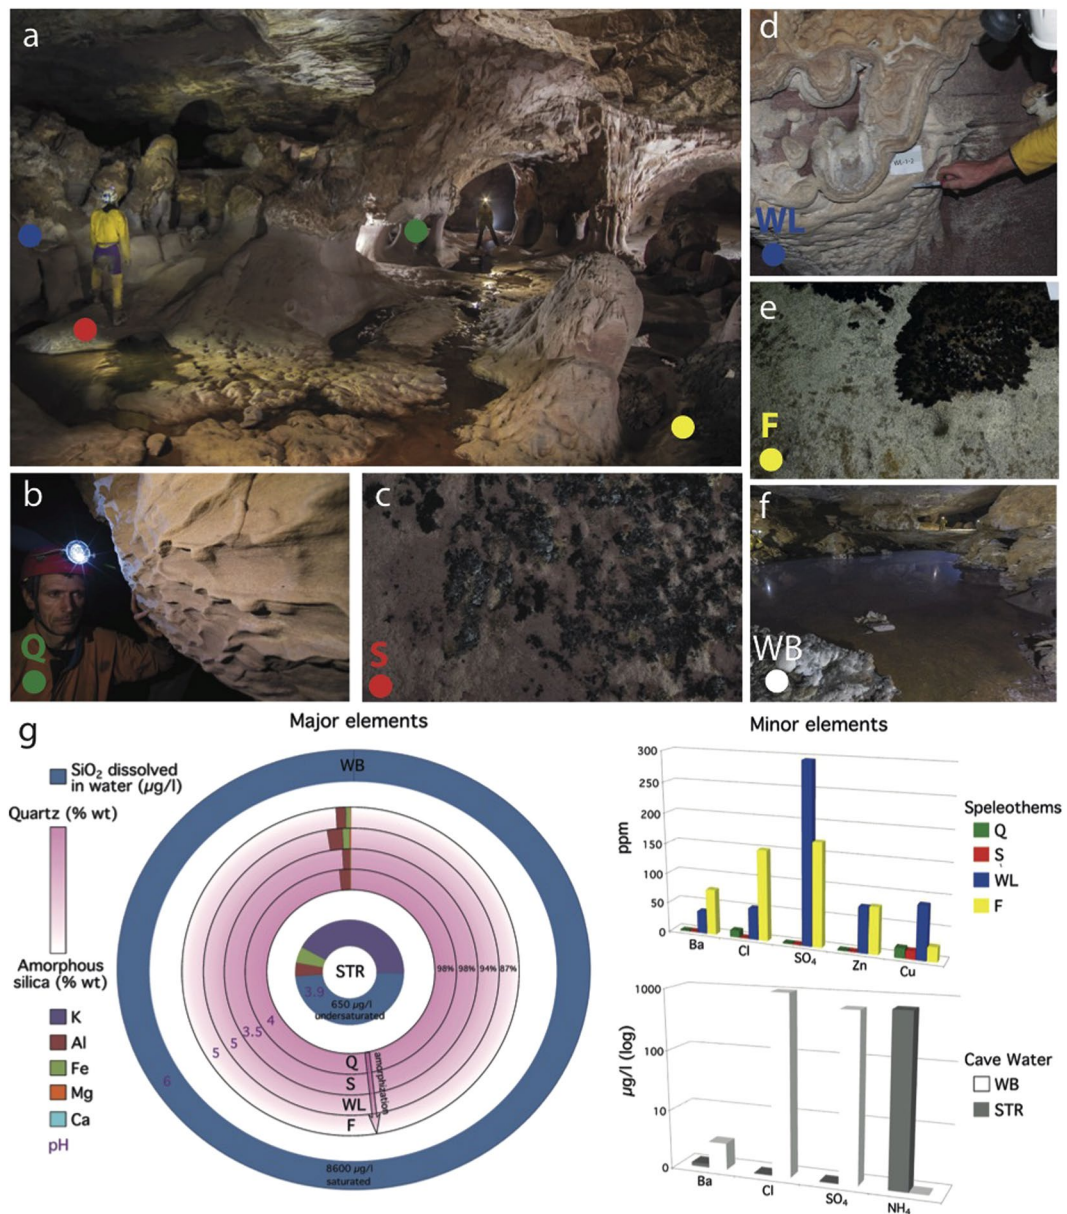 a
b
Q
c
S
d
WL-1-2
WL
e
F
f
WB
g
Major elements
SiO₂ dissolved
in water (µg/l)
Quartz (% wt)
Amorphous
silica (% wt)
K
Al
Fe
Mg
Ca
pH
WB
STR
3.9
650 µg/l
undersaturated
98%
98%
94%
87%
4
3.5
5
5
6
Q
S
WL
F
amorphization
8600 µg/l
saturated
Minor elements
ppm
300
250
200
150
100
50
0
Ba
Cl
SO₄
Zn
Cu
Speleothems
Q
S
WL
F
µg/l (log)
1000
100
10
0
Ba
Cl
SO₄
NH₄
Cave Water
WB
STR